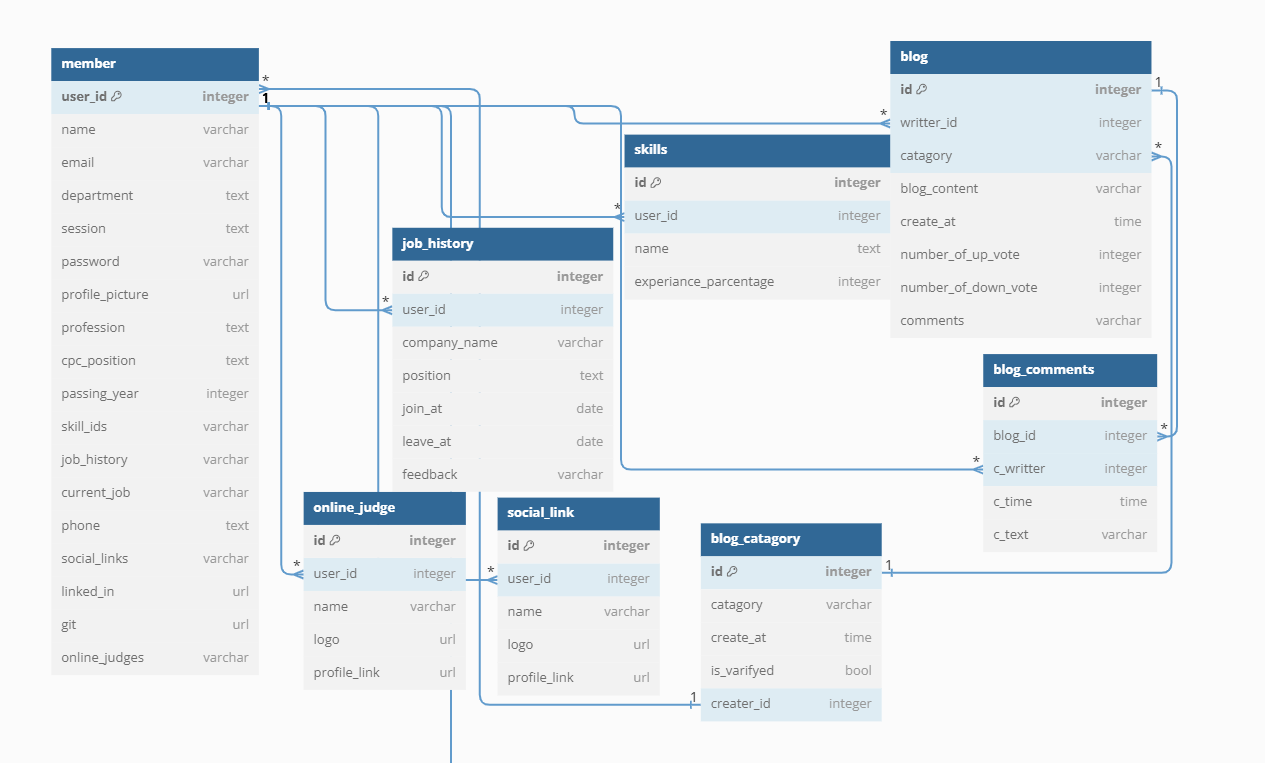 member
user_id integer
name varchar
email varchar
department text
session text
password varchar
profile_picture url
profession text
cpc_position text
passing_year integer
skill_ids varchar
job_history varchar
current_job varchar
phone text
social_links varchar
linked_in url
git url
online_judges varchar
* 
1
job_history
id integer
* user_id integer
company_name varchar
position text
join_at date
leave_at date
feedback varchar
online_judge
id integer
* user_id integer
name varchar
logo url
profile_link url
social_link
id integer
* user_id integer
name varchar
logo url
profile_link url
skills
id integer
* user_id integer
name text
experiance_parcentage integer
blog
id integer 1
* writter_id integer
catagory varchar *
blog_content varchar
create_at time
number_of_up_vote integer
number_of_down_vote integer
comments varchar
blog_comments
id integer
blog_id integer *
* c_writter integer
c_time time
c_text varchar
blog_catagory
id integer 1
catagory varchar
create_at time
is_varifyed bool
1 creater_id integer